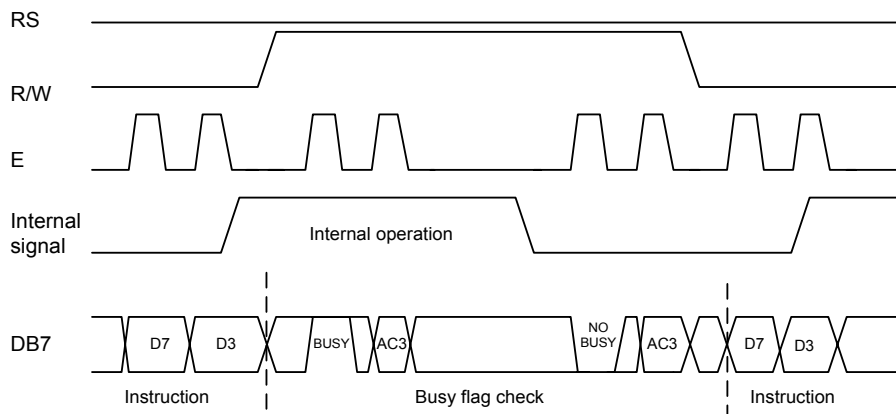 RS
R/W
E
Internal
signal
Internal operation
DB7
D7
D3
BUSY
AC3
NO
BUSY
AC3
D7
D3
Instruction
Busy flag check
Instruction